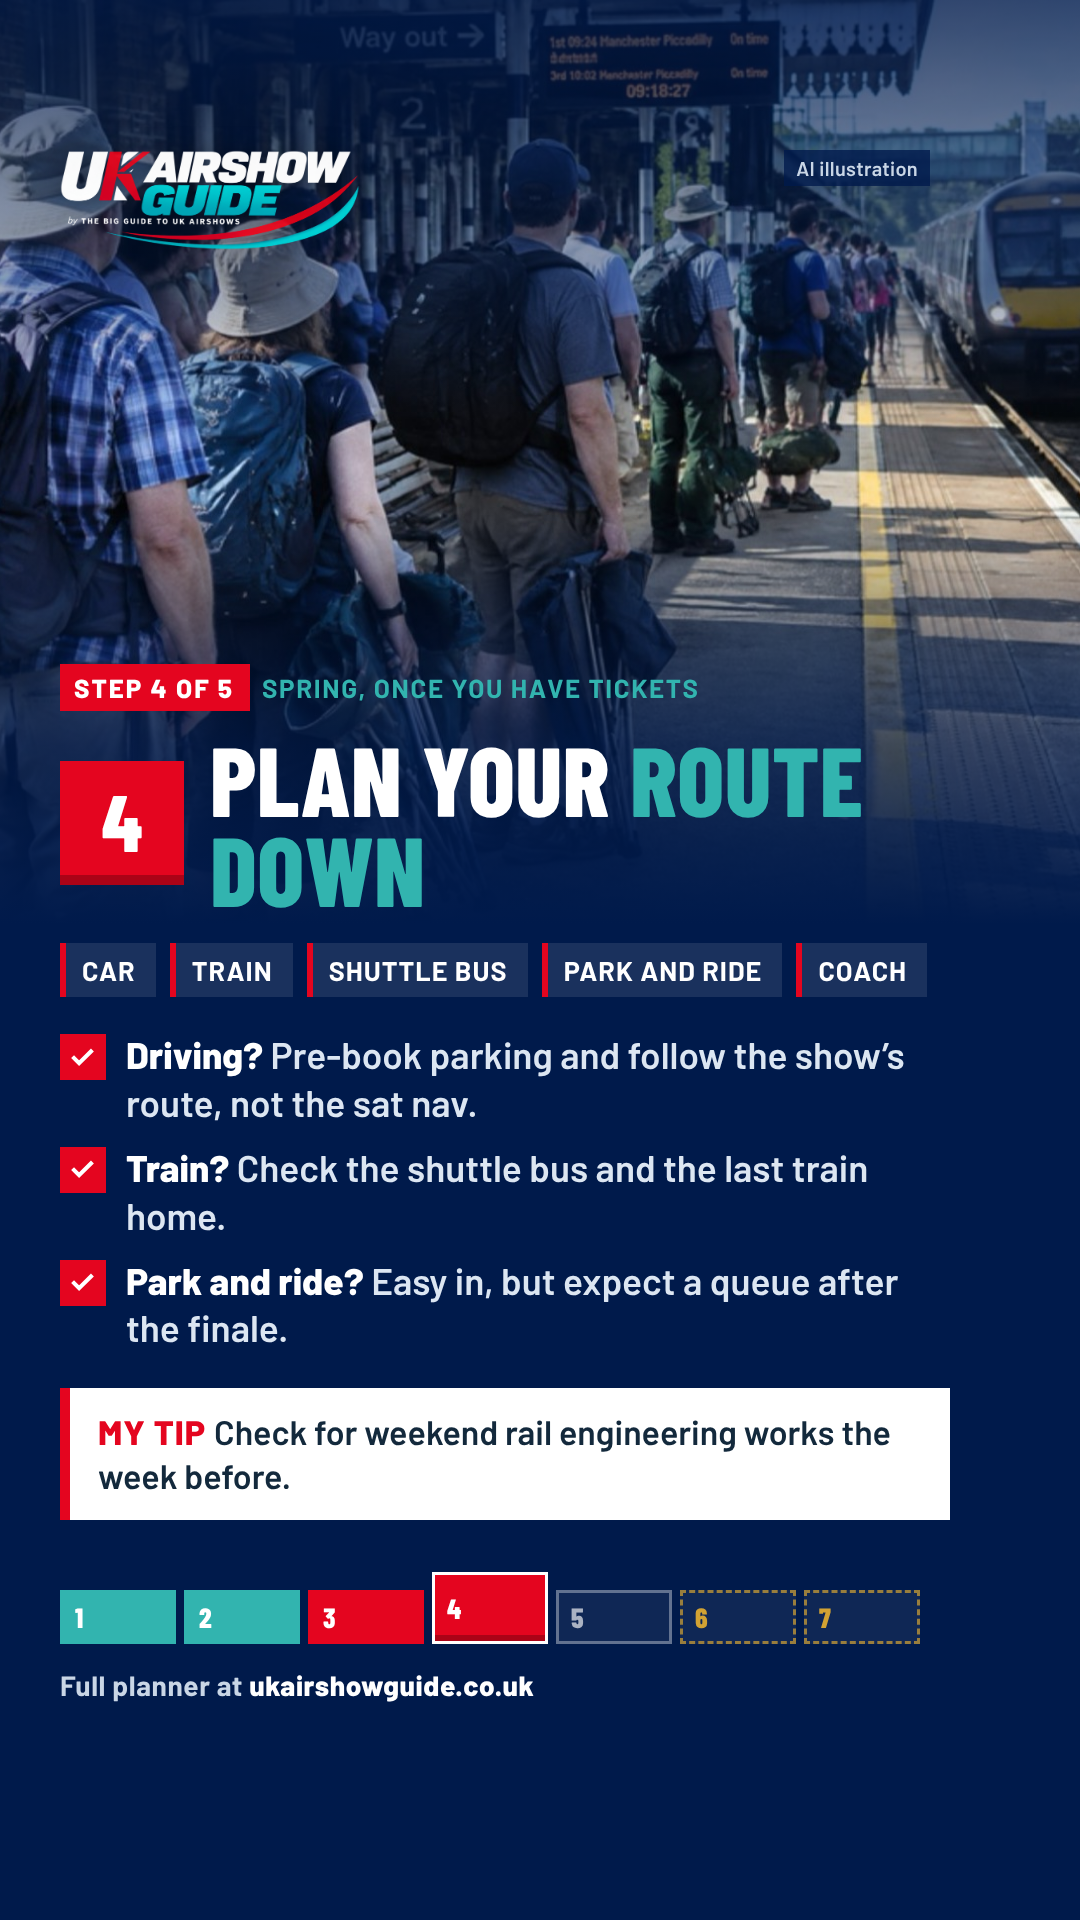 Way out →
1st 09:24 Manchester Piccadilly On time
3rd 10:02 Manchester Piccadilly On time
09:18:27
2
UK AIRSHOW
GUIDE
by THE BIG GUIDE TO UK AIRSHOWS
AI illustration
STEP 4 OF 5 SPRING, ONCE YOU HAVE TICKETS
4
PLAN YOUR ROUTE
DOWN
CAR TRAIN SHUTTLE BUS PARK AND RIDE COACH
Driving? Pre-book parking and follow the show’s
route, not the sat nav.
Train? Check the shuttle bus and the last train
home.
Park and ride? Easy in, but expect a queue after
the finale.
MY TIP Check for weekend rail engineering works the
week before.
1 2 3 4 5 6 7
Full planner at ukairshowguide.co.uk